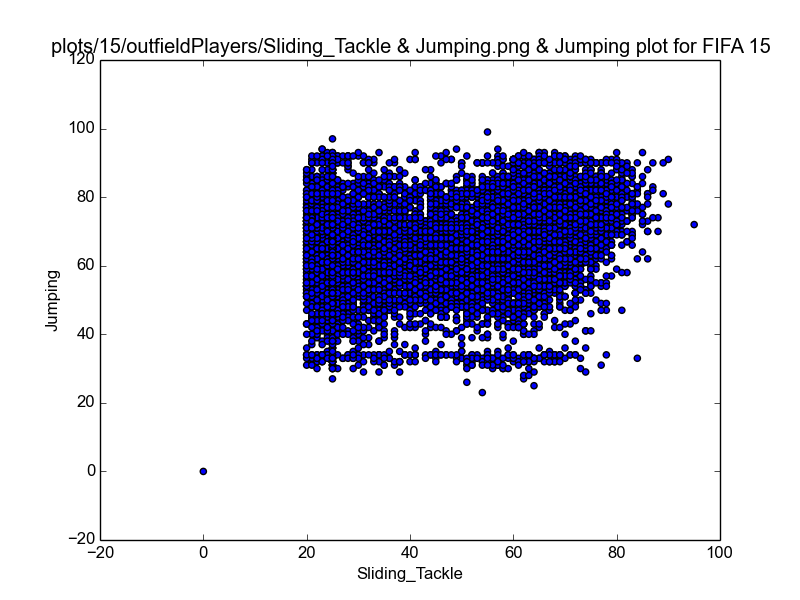 plots/15/outfieldPlayers/Sliding_Tackle & Jumping.png & Jumping plot for FIFA 15
120
100
80
60
40
20
0
−20
Jumping
−20 0 20 40 60 80 100
Sliding_Tackle